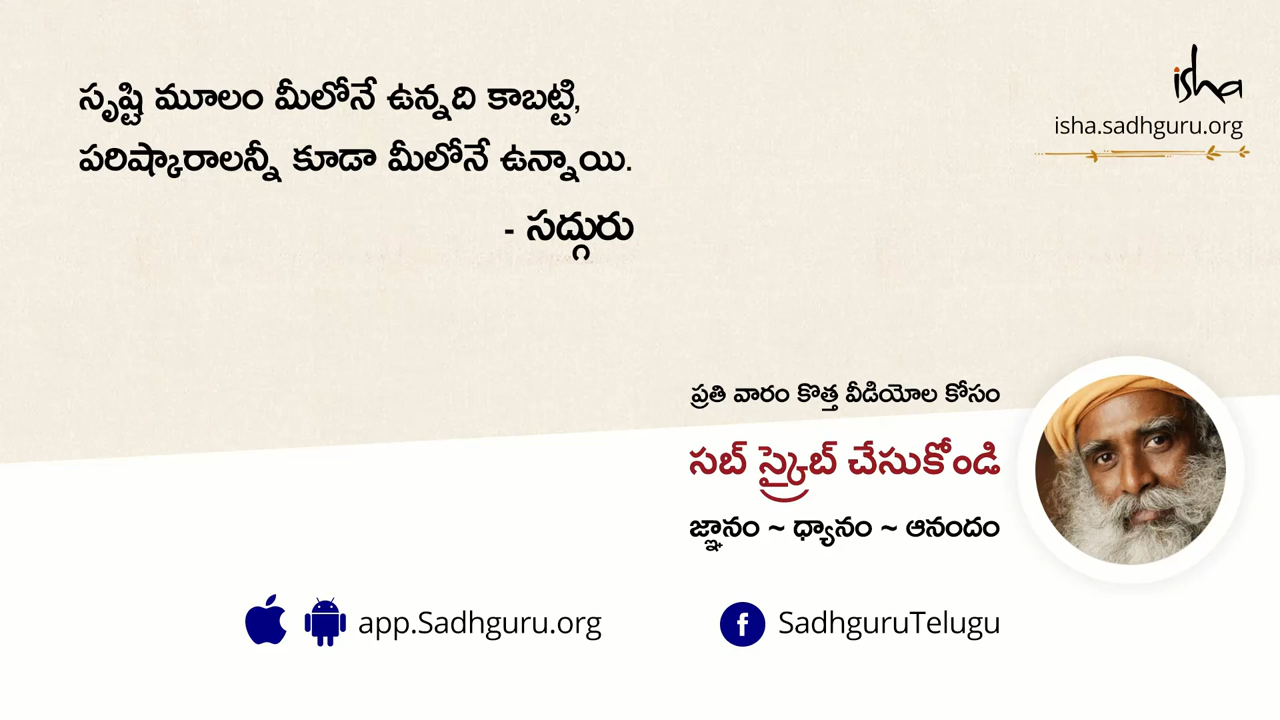 సృష్టి మూలం మీలోనే ఉన్నది కాబట్టి,
పరిష్కారాలన్నీ కూడా మీలోనే ఉన్నాయి.
- సద్గురు
isha
isha.sadhguru.org
ప్రతి వారం కొత్త వీడియోల కోసం
సబ్ స్క్రైబ్ చేసుకోండి
జ్ఞానం ~ ధ్యానం ~ ఆనందం
app.Sadhguru.org
SadhguruTelugu